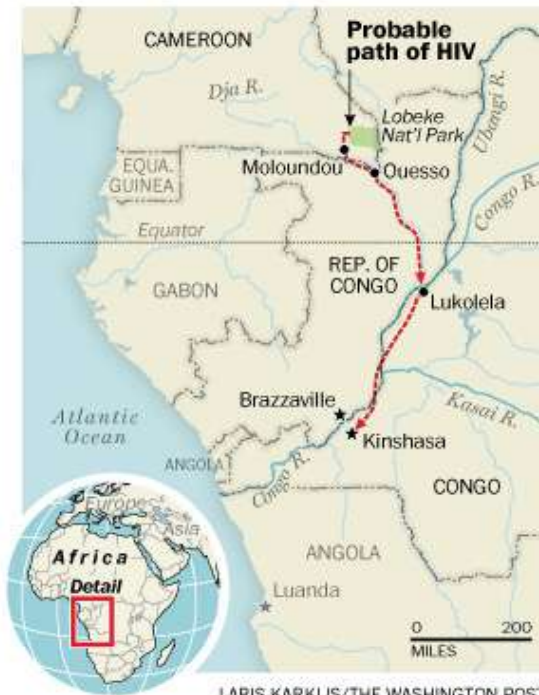 CAMEROON
Probable
path of HIV
Dja R.
Lobeke
Nat'l Park
Ubangi R.
Moloundou
Ouesso
EQUA.
GUINEA
Congo R.
Equator
REP. OF
CONGO
GABON
Lukolela
Brazzaville
Kasai R.
Atlantic
Ocean
Kinshasa
ANGOLA
Congo R.
CONGO
Europe
Asia
Africa
Detail
ANGOLA
Luanda
0 200
MILES
LARIS KARKLIS/THE WASHINGTON POST